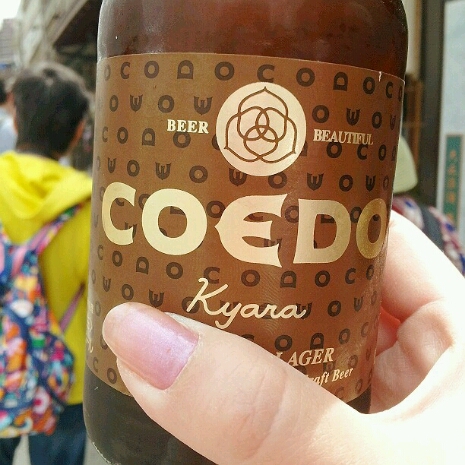 BEER BEAUTIFUL
COEDO
Kyara
LAGER
Craft Beer